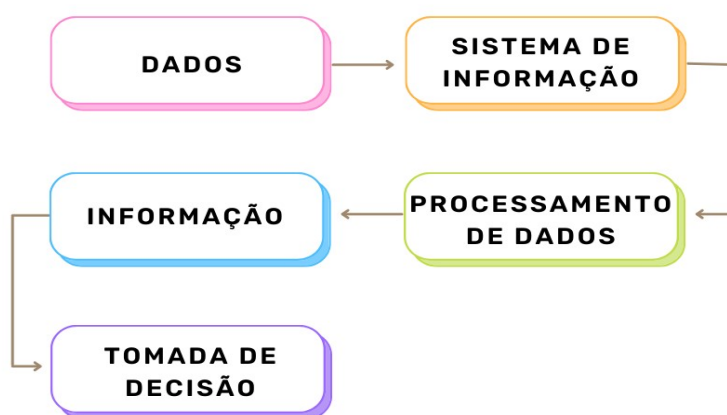 DADOS
SISTEMA DE
INFORMAÇÃO
PROCESSAMENTO
DE DADOS
INFORMAÇÃO
TOMADA DE
DECISÃO